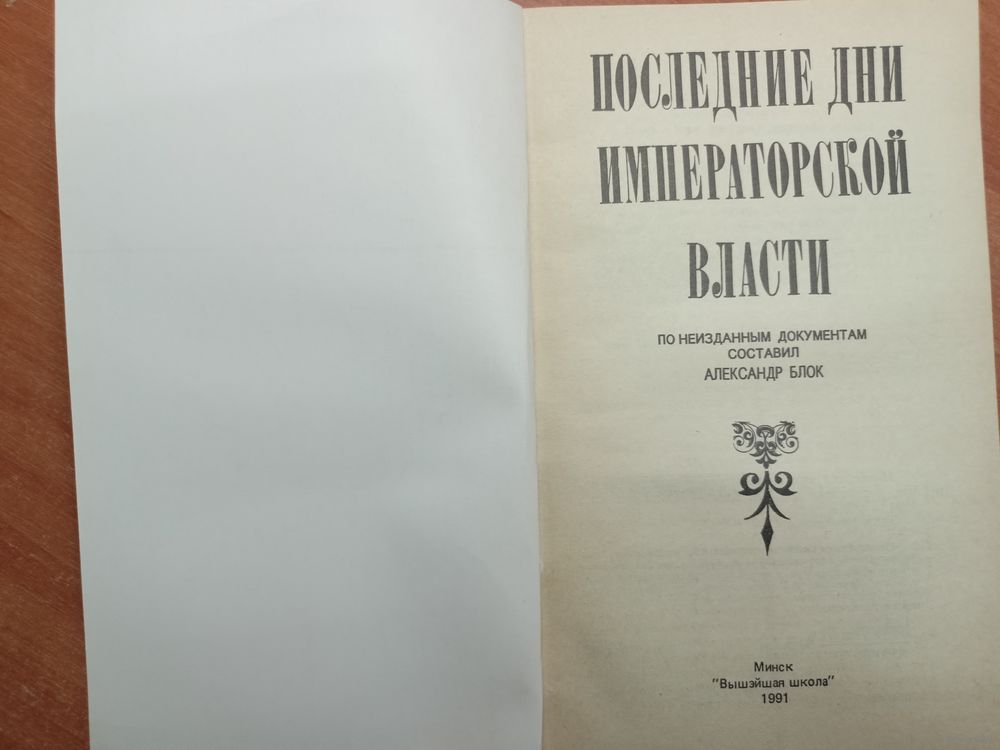 ПОСЛЕДНИЕ ДНИ
ИМПЕРАТОРСКОЙ
ВЛАСТИ
ПО НЕИЗДАННЫМ ДОКУМЕНТАМ
СОСТАВИЛ
АЛЕКСАНДР БЛОК
Минск
"Вышэйшая школа"
1991